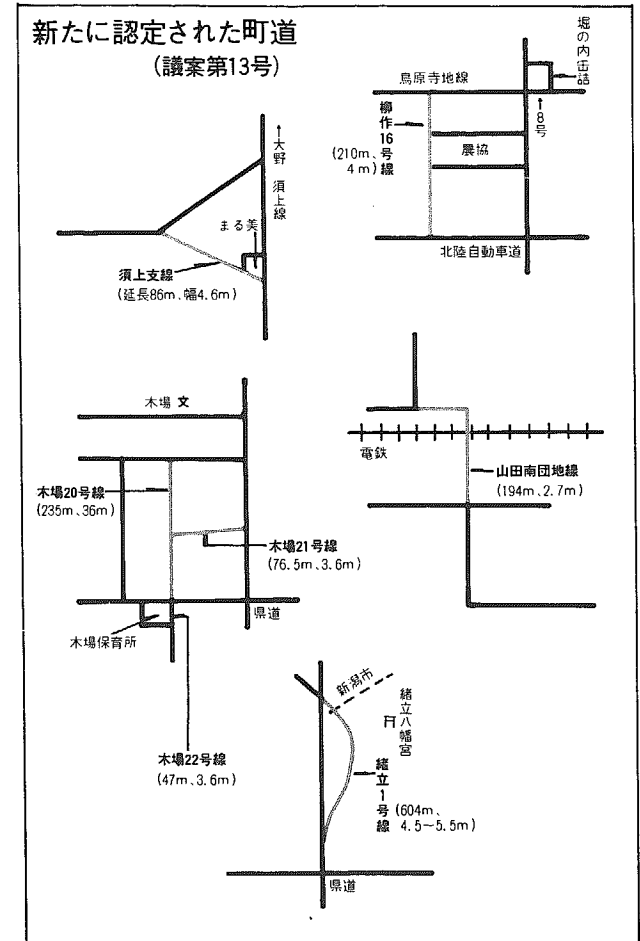 新たに認定された町道
(議案第13号)
←大野 須上線
まる美
須上支線
(延長86m、幅4.6m)
堀の内缶詰
鳥原寺地線
←8号
柳作16号線
(210m、4m)
農協
北陸自動車道
木場 文
木場20号線
(235m、36m)
木場21号線
(76.5m、3.6m)
県道
木場保育所
木場22号線
(47m、3.6m)
電鉄
山田南団地線
(194m、2.7m)
新潟市
緒立八幡宮
緒立1号線
(604m、
4.5~5.5m)
県道